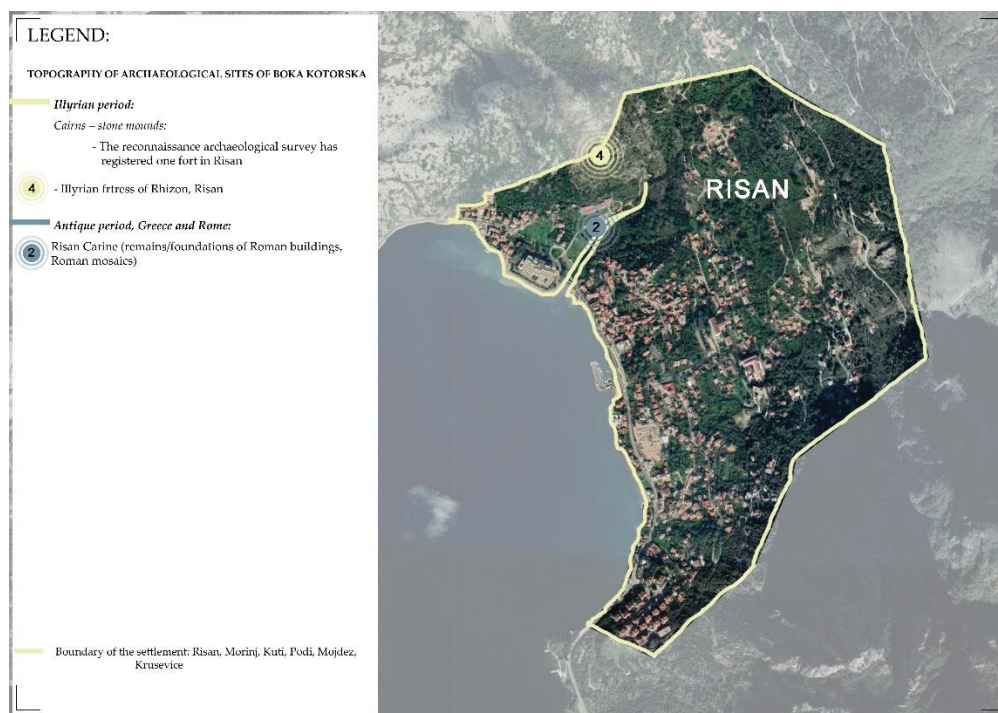 LEGEND:
TOPOGRAPHY OF ARCHAEOLOGICAL SITES OF BOKA KOTORSKA
Illyrian period:
Cairns – stone mounds:
- The reconnaissance archaeological survey has
registered one fort in Risan
4 - Illyrian frtress of Rhizon, Risan
Antique period, Greece and Rome:
2 Risan Carine (remains/foundations of Roman buildings,
Roman mosaics)
Boundary of the settlement: Risan, Morinj, Kuti, Podi, Mojdez,
Krusevice
4
RISAN
2